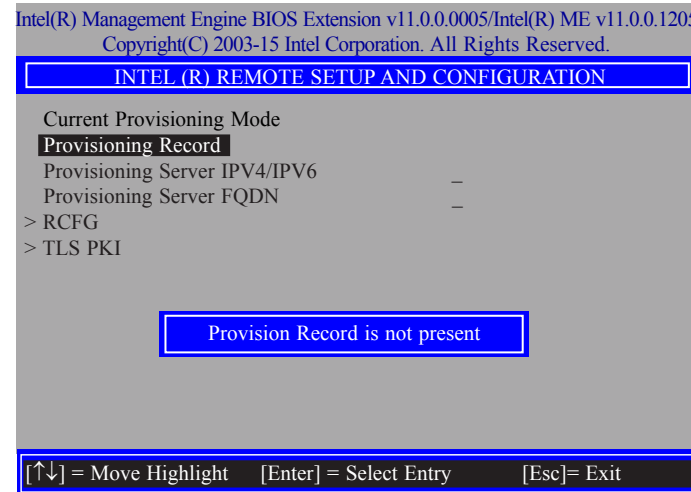 Intel(R) Management Engine BIOS Extension v11.0.0.0005/Intel(R) ME v11.0.0.1205
Copyright(C) 2003-15 Intel Corporation. All Rights Reserved.
INTEL (R) REMOTE SETUP AND CONFIGURATION
Current Provisioning Mode
Provisioning Record
Provisioning Server IPV4/IPV6 _
Provisioning Server FQDN _
> RCFG
> TLS PKI
Provision Record is not present
[↑↓] = Move Highlight [Enter] = Select Entry [Esc]= Exit